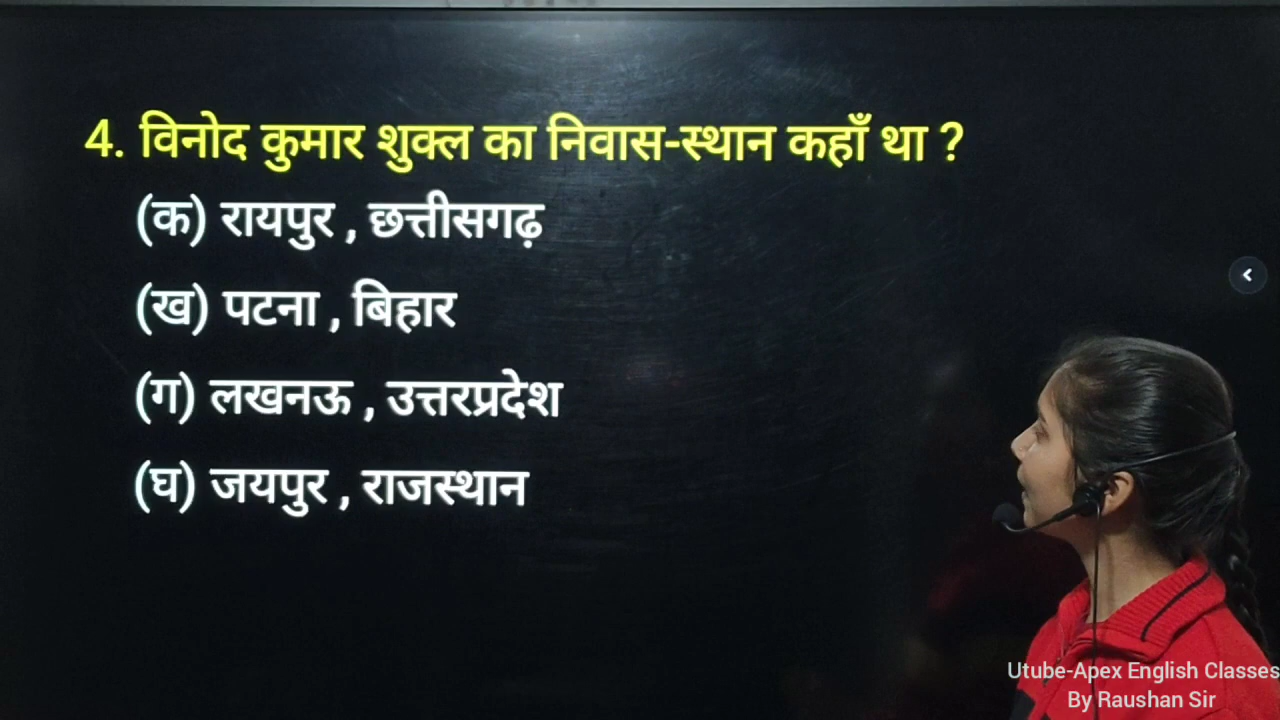 4. विनोद कुमार शुक्ल का निवास-स्थान कहाँ था ?
(क) रायपुर , छत्तीसगढ़
(ख) पटना , बिहार
(ग) लखनऊ , उत्तरप्रदेश
(घ) जयपुर , राजस्थान
Utube-Apex English Classes
By Raushan Sir